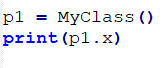 p1 = MyClass()
print(p1.x)